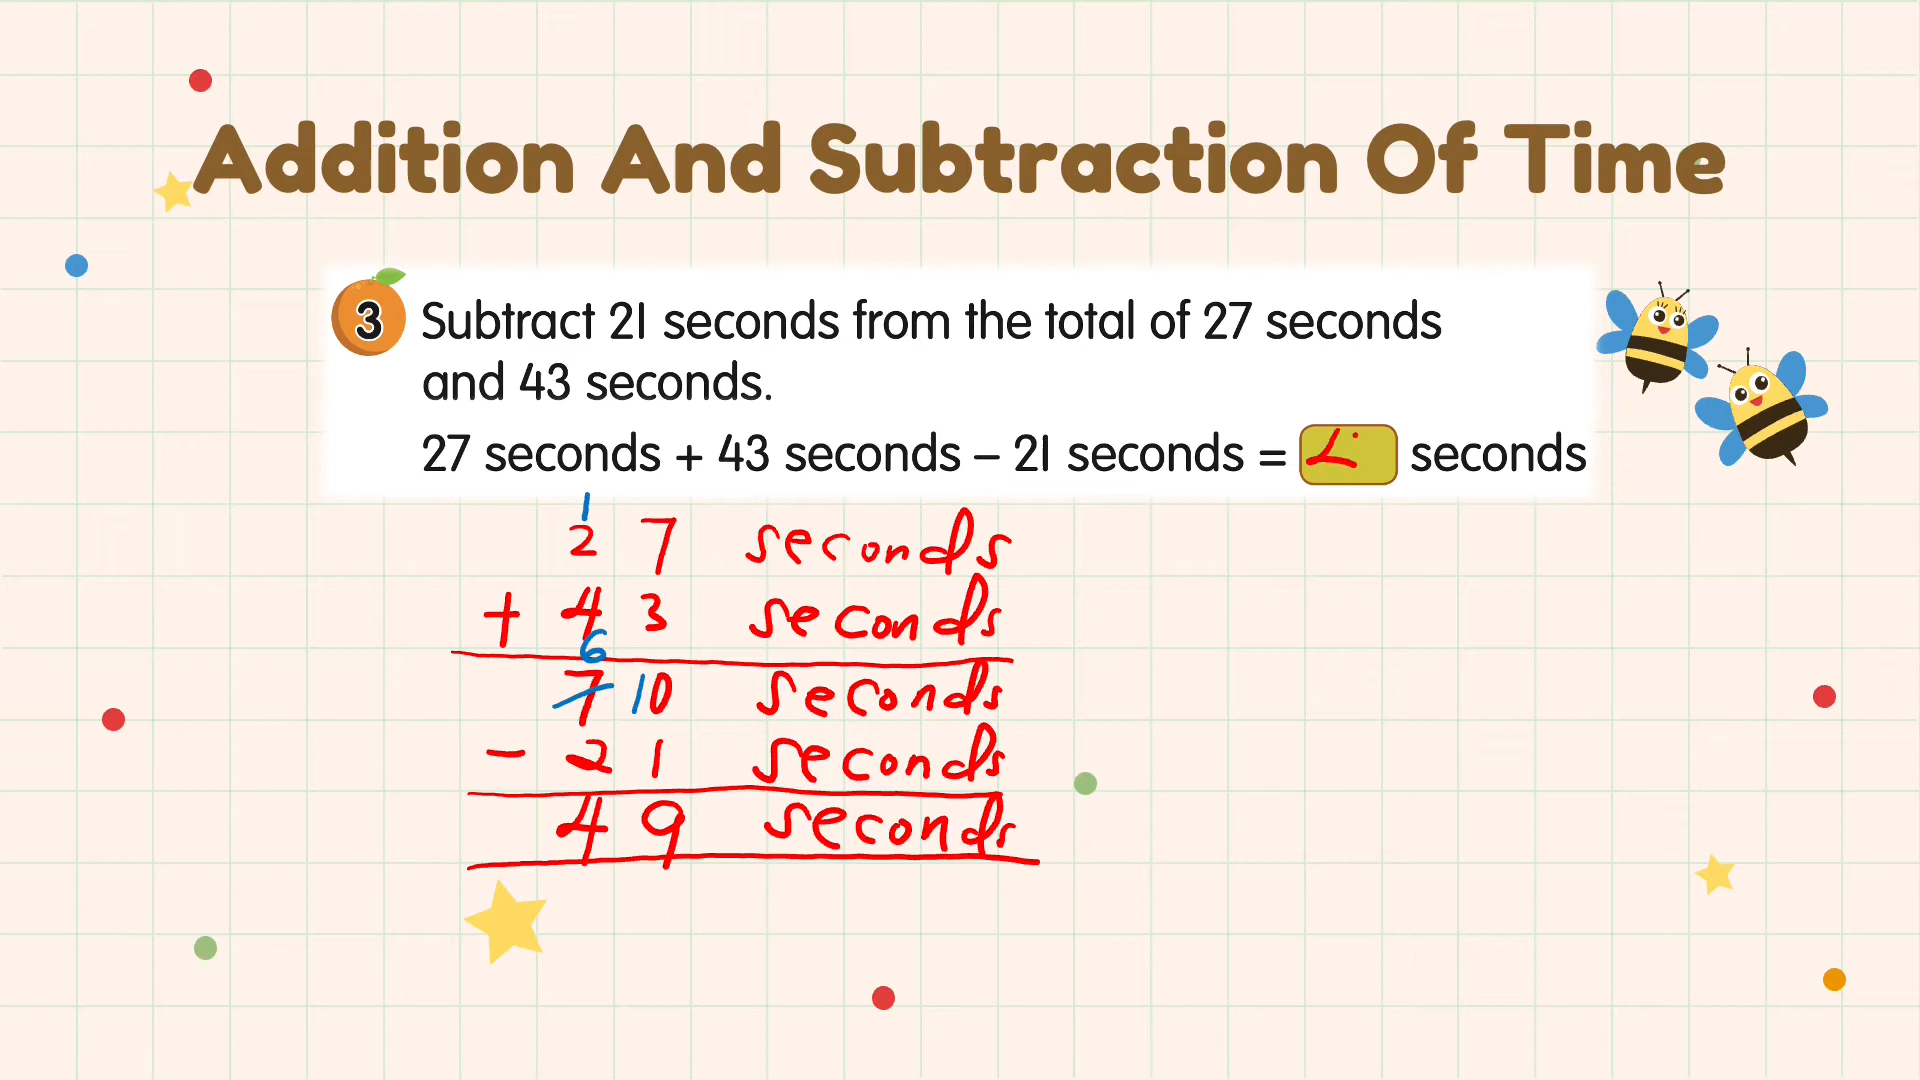 Addition And Subtraction Of Time
3 Subtract 21 seconds from the total of 27 seconds
and 43 seconds.
27 seconds + 43 seconds – 21 seconds = seconds
1
2 7 seconds
+ 4 3 seconds
6
7 10 seconds
- 2 1 seconds
4 9 seconds